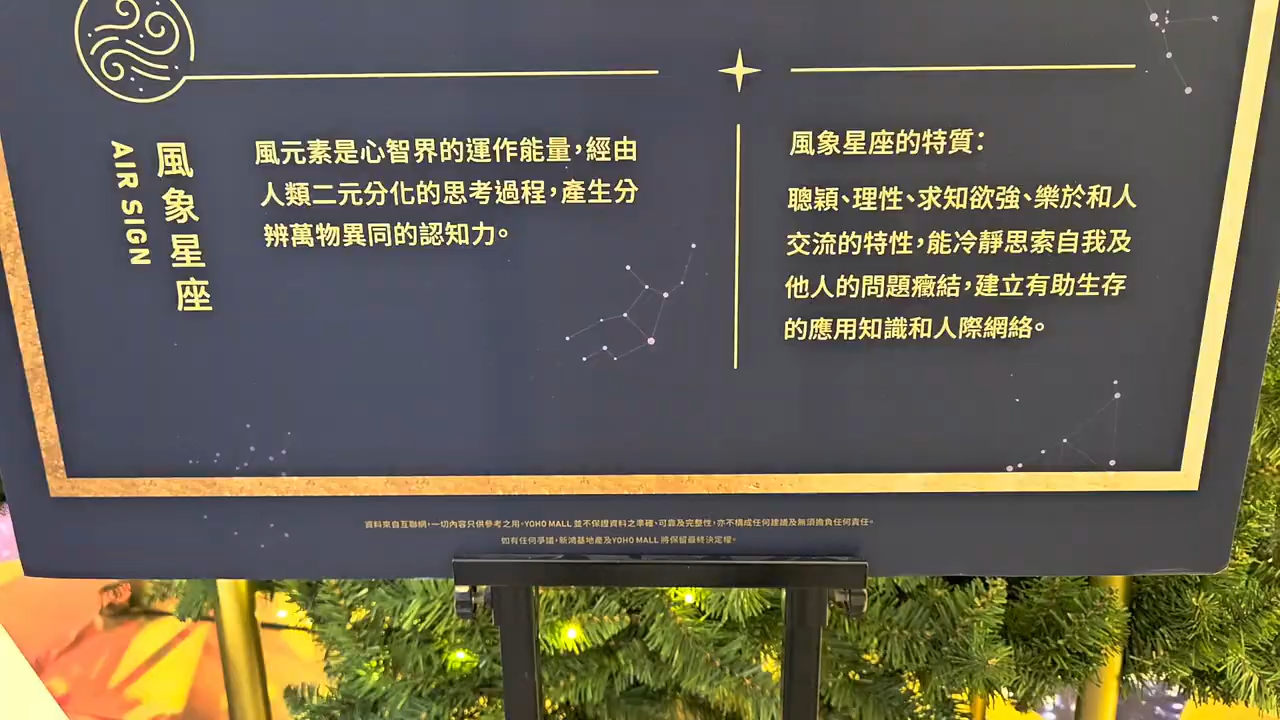 風象星座
AIR SIGN
風元素是心智界的運作能量,經由
人類二元分化的思考過程,產生分
辨萬物異同的認知力。
風象星座的特質:
聰穎、理性、求知欲強、樂於和人
交流的特性,能冷靜思索自我及
他人的問題癥結,建立有助生存
的應用知識和人際網絡。
資料來自互聯網,一切內容只供參考之用,YOHO MALL 並不保證資料之準確、可靠及完整性,亦不構成任何建議及無須擔負任何責任。
如有任何爭議,新鴻基地產及YOHO MALL 將保留最終決定權。